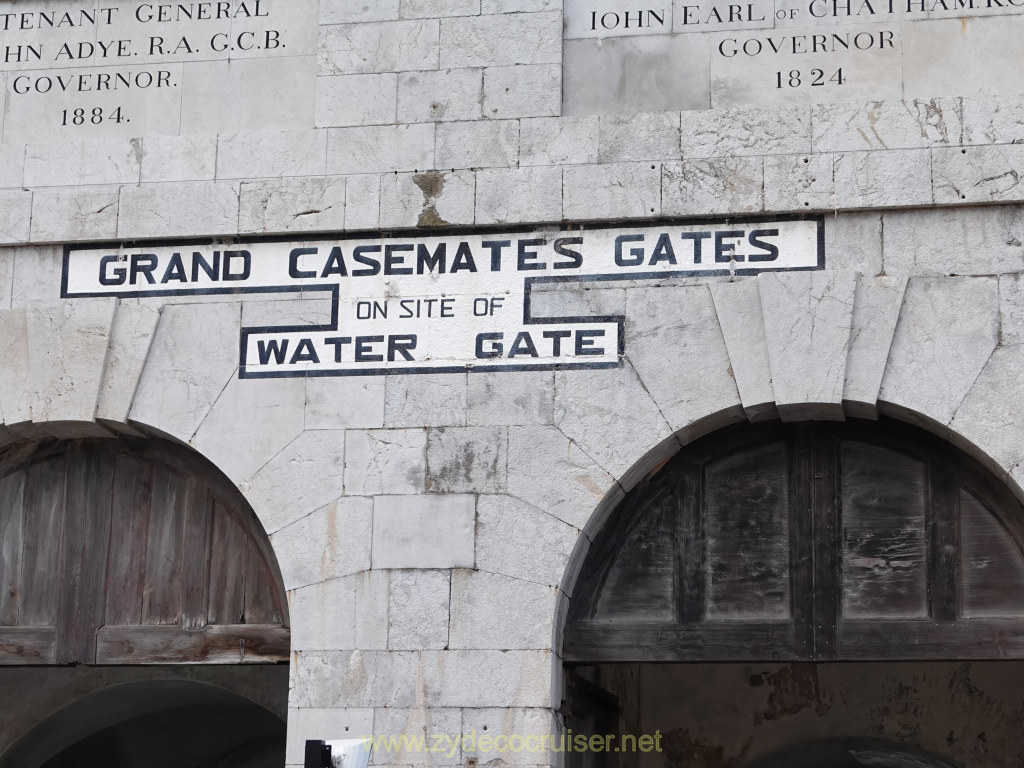 TENANT GENERAL
HN ADYE. R.A. G.C.B.
GOVERNOR.
1884.
IOHN EARL OF CHATHAM.
GOVERNOR
1824
GRAND CASEMATES GATES
ON SITE OF
WATER GATE
www.zydecocruiser.net